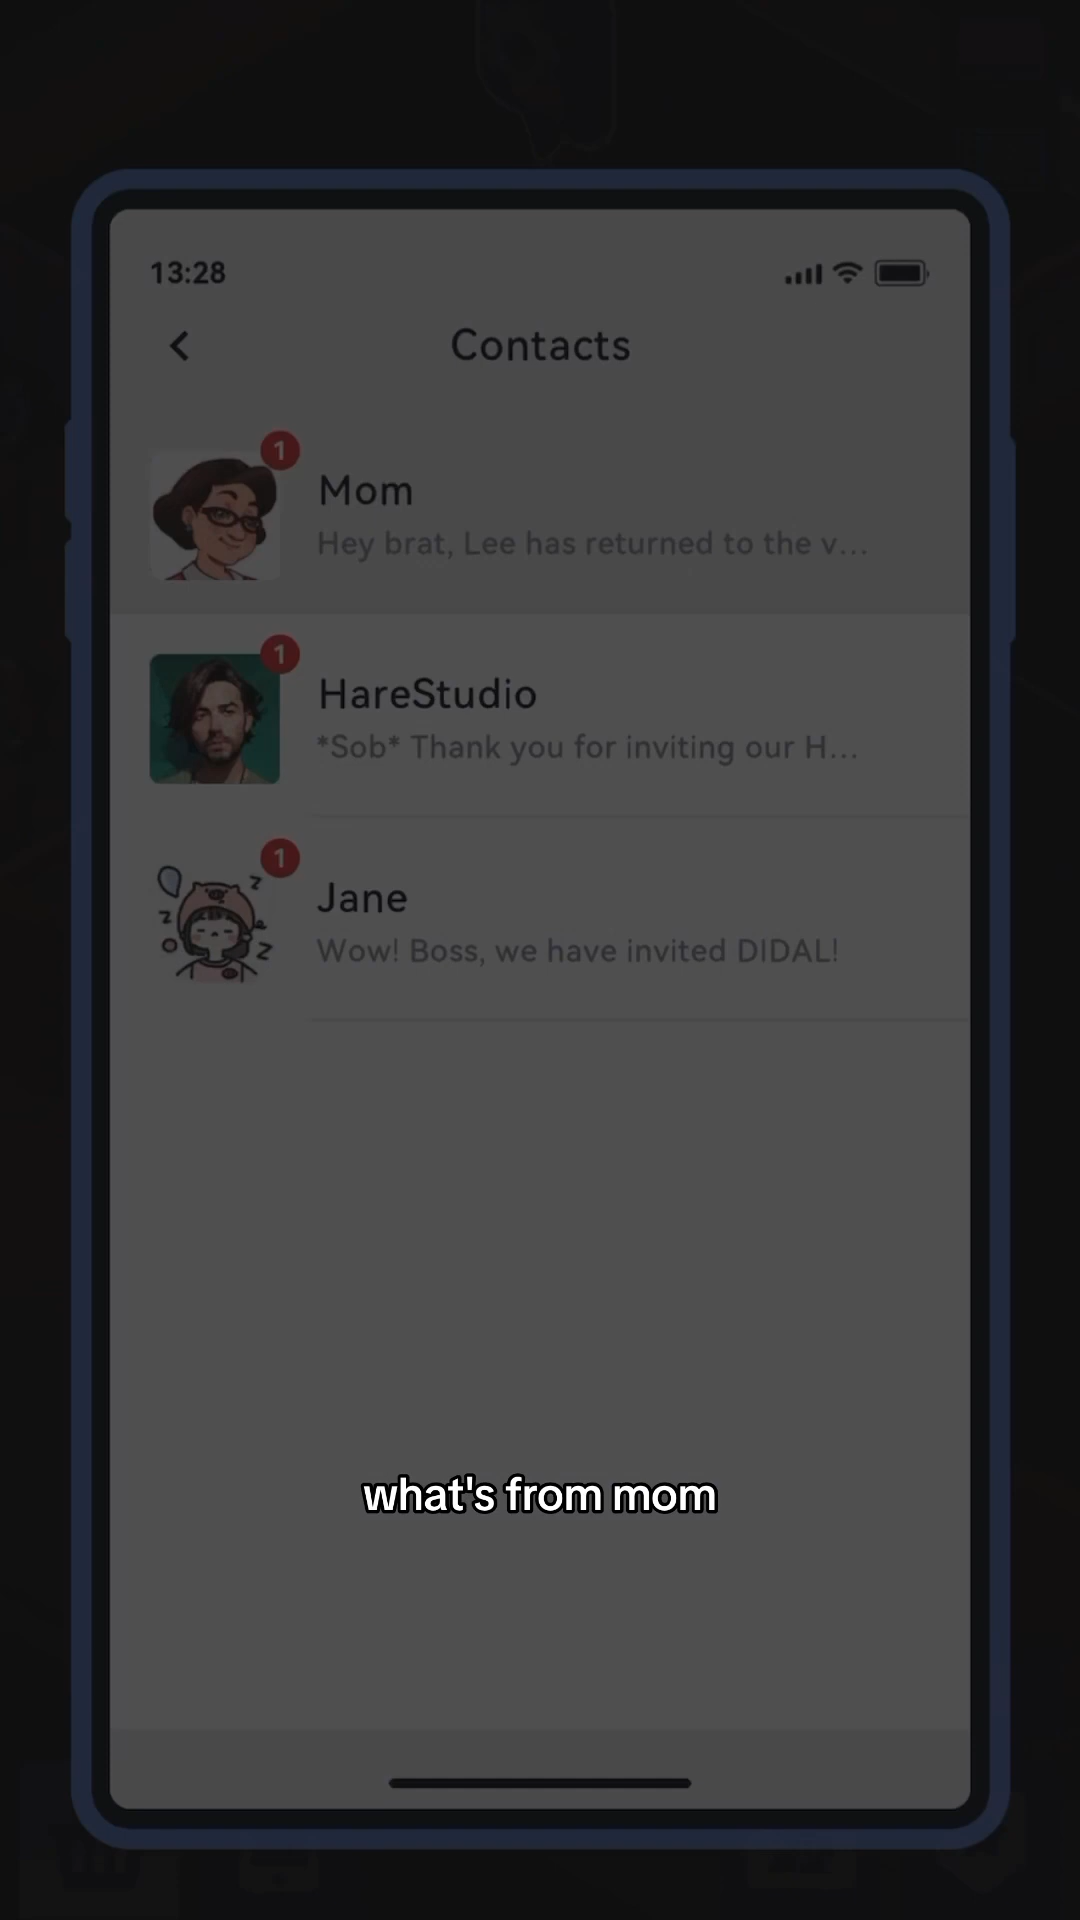 13:28
Contacts
1
Mom
Hey brat, Lee has returned to the v...
1
HareStudio
*Sob* Thank you for inviting our H...
1
Jane
Wow! Boss, we have invited DIDAL!
what's from mom